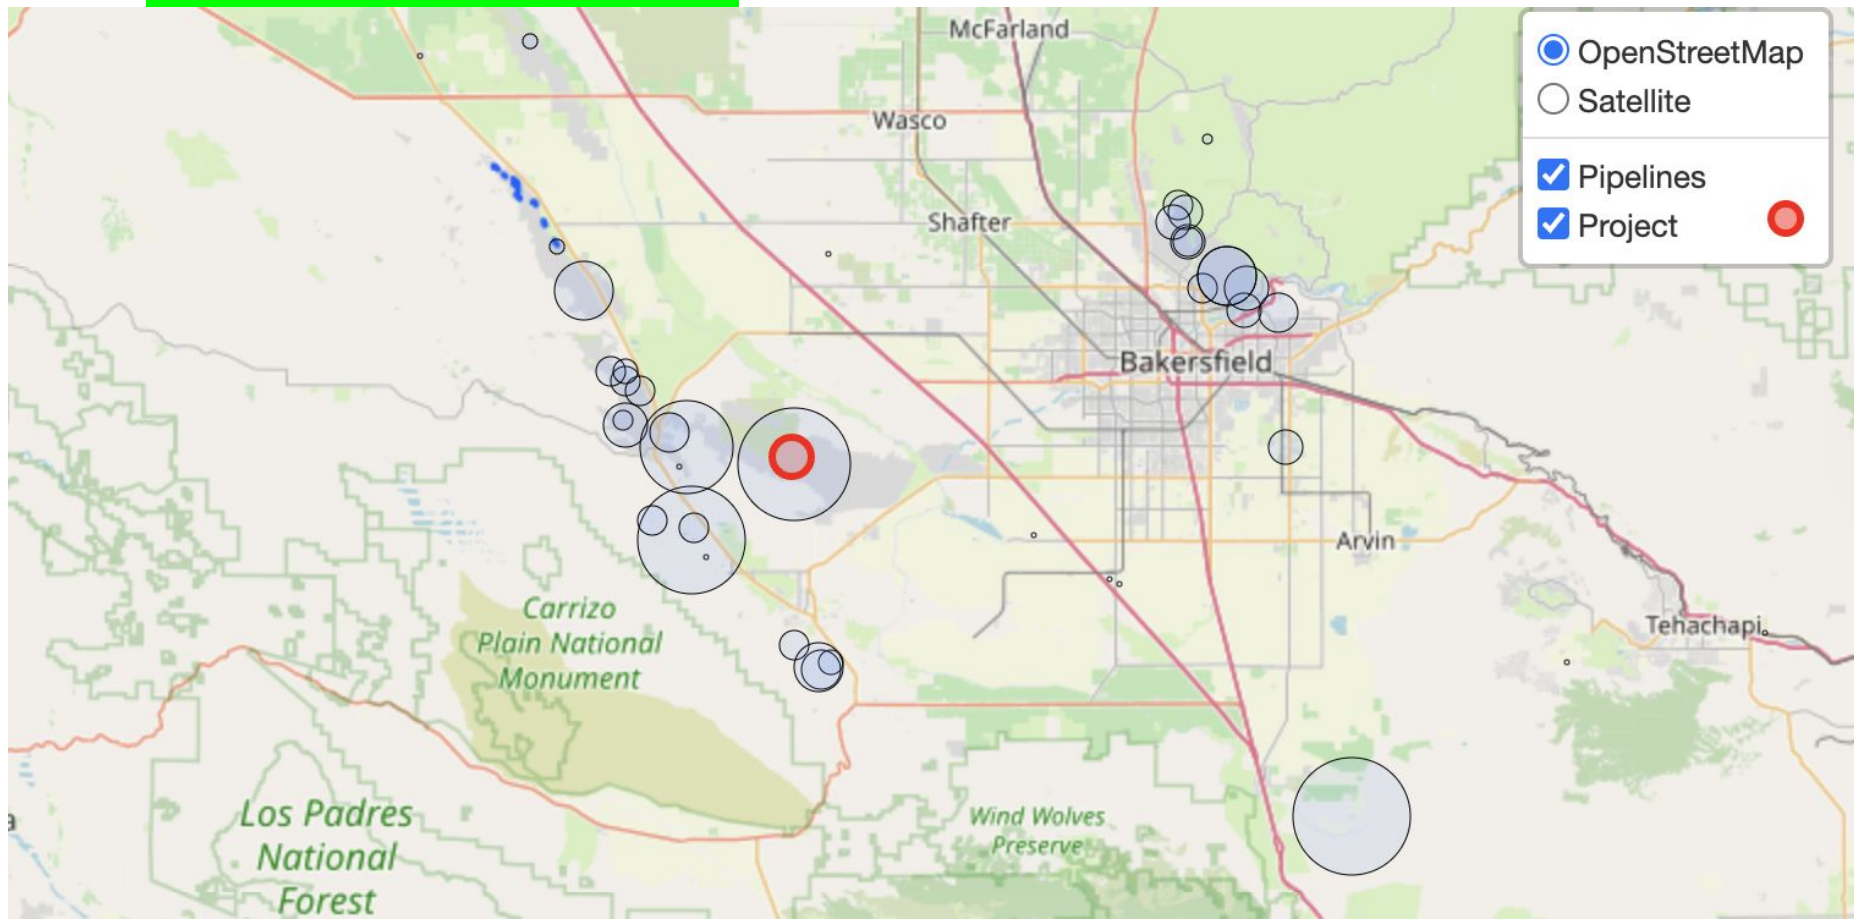 McFarland
OpenStreetMap
Satellite
Wasco
Pipelines
Shafter
Project
Bakersfield
Arvin
Carrizo
Plain National
Monument
Tehachapi
Los Padres
National
Forest
Wind Wolves
Preserve